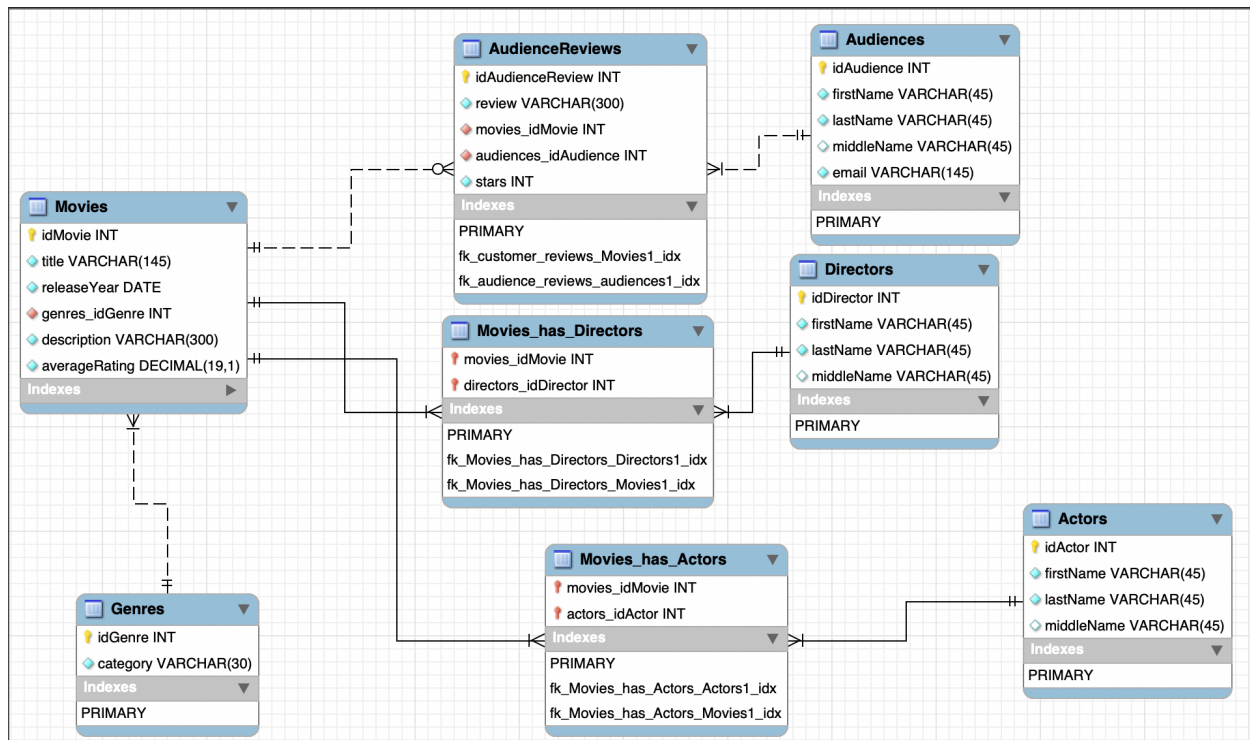 AudienceReviews
idAudienceReview INT
review VARCHAR(300)
movies_idMovie INT
audiences_idAudience INT
stars INT
Indexes
PRIMARY
fk_customer_reviews_Movies1_idx
fk_audience_reviews_audiences1_idx
Audiences
idAudience INT
firstName VARCHAR(45)
lastName VARCHAR(45)
middleName VARCHAR(45)
email VARCHAR(145)
Indexes
PRIMARY
Movies
idMovie INT
title VARCHAR(145)
releaseYear DATE
genres_idGenre INT
description VARCHAR(300)
averageRating DECIMAL(19,1)
Indexes
Movies_has_Directors
movies_idMovie INT
directors_idDirector INT
Indexes
PRIMARY
fk_Movies_has_Directors_Directors1_idx
fk_Movies_has_Directors_Movies1_idx
Directors
idDirector INT
firstName VARCHAR(45)
lastName VARCHAR(45)
middleName VARCHAR(45)
Indexes
PRIMARY
Genres
idGenre INT
category VARCHAR(30)
Indexes
PRIMARY
Movies_has_Actors
movies_idMovie INT
actors_idActor INT
Indexes
PRIMARY
fk_Movies_has_Actors_Actors1_idx
fk_Movies_has_Actors_Movies1_idx
Actors
idActor INT
firstName VARCHAR(45)
lastName VARCHAR(45)
middleName VARCHAR(45)
Indexes
PRIMARY